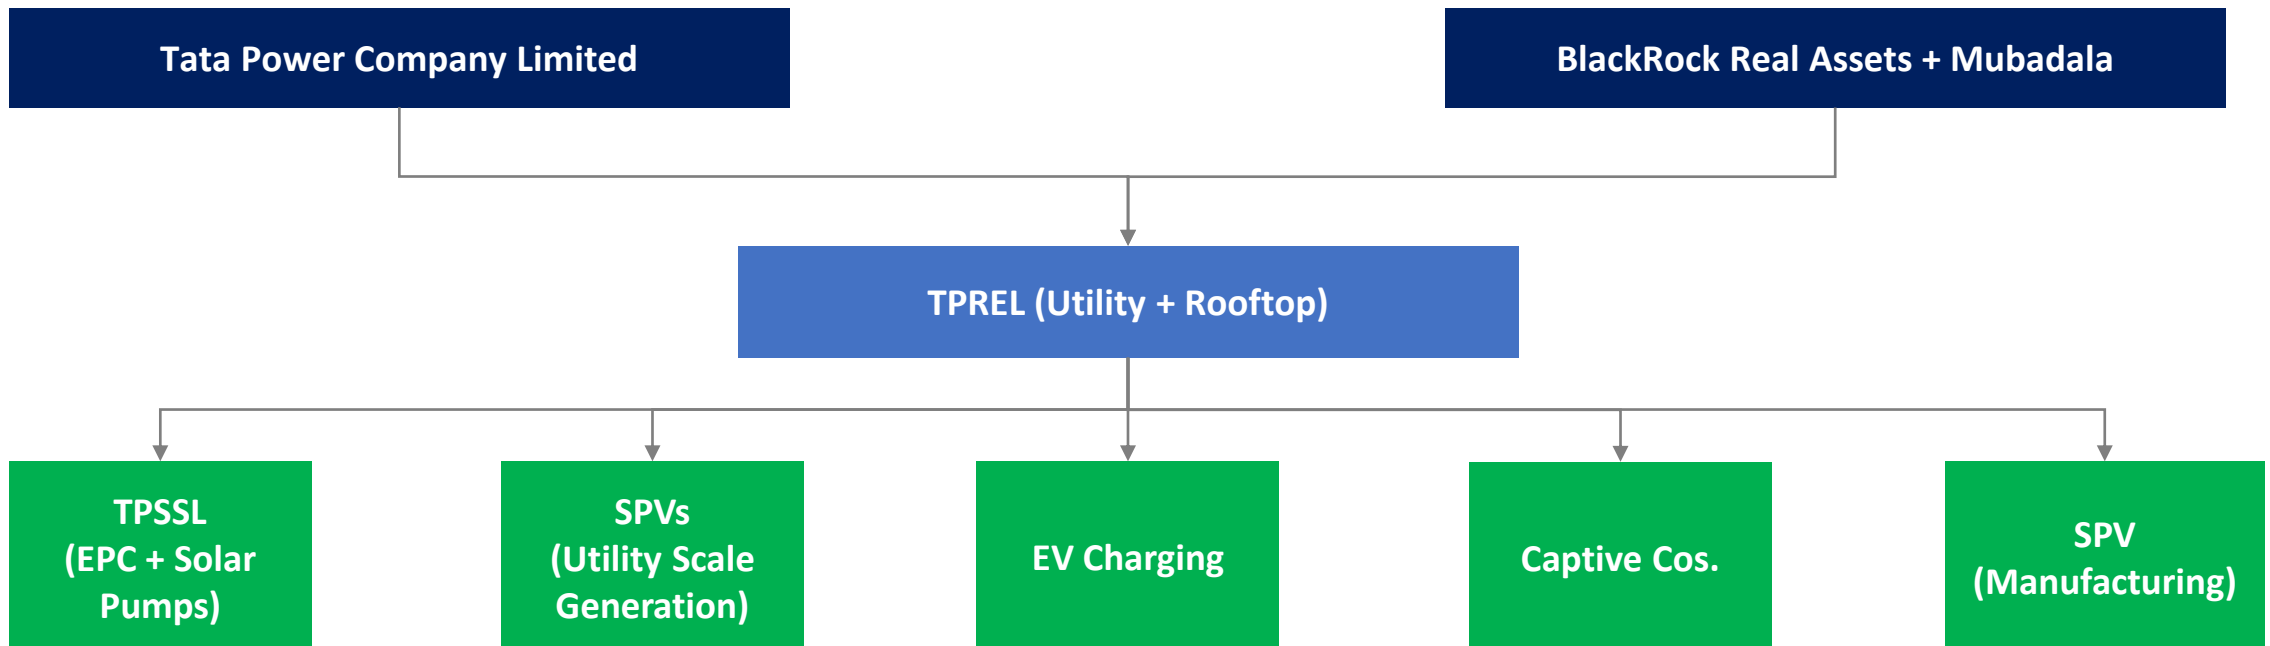 Tata Power Company Limited
BlackRock Real Assets + Mubadala
TPREL (Utility + Rooftop)
TPSSL
(EPC + Solar
Pumps)
SPVs
(Utility Scale
Generation)
EV Charging
Captive Cos.
SPV
(Manufacturing)